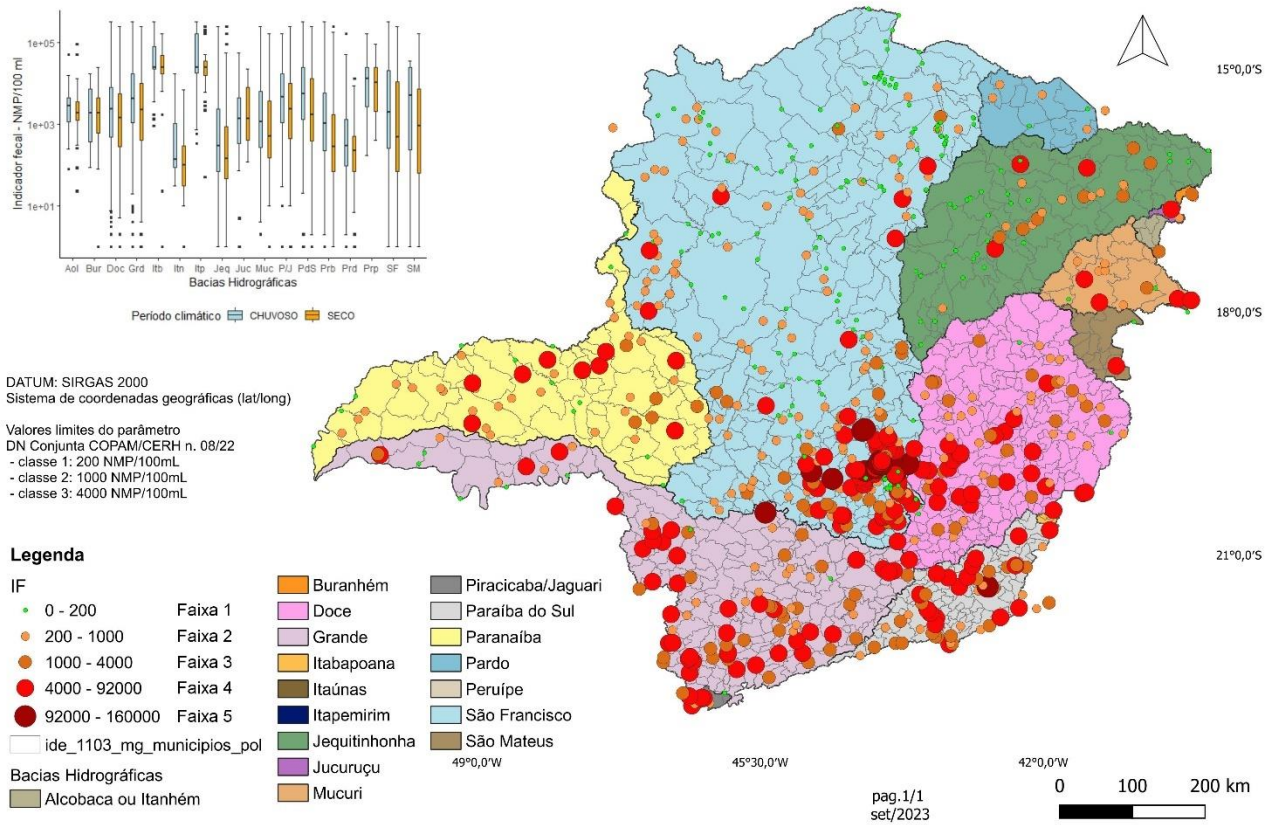 Indicador fecal - NMP/100 ml
1e+05
1e+03
1e+01
Aol Bur Doc Grd Itb Itn Itp Jeq Juc Muc P/J PdS Prb Prd Prp SF SM
Bacias Hidrográficas
Período climático CHUVOSO SECO
15°0,0'S
18°0,0'S
21°0,0'S
DATUM: SIRGAS 2000
Sistema de coordenadas geográficas (lat/long)
Valores limites do parâmetro
DN Conjunta COPAM/CERH n. 08/22
- classe 1: 200 NMP/100mL
- classe 2: 1000 NMP/100mL
- classe 3: 4000 NMP/100mL
Legenda
IF
0 - 200 Faixa 1
200 - 1000 Faixa 2
1000 - 4000 Faixa 3
4000 - 92000 Faixa 4
92000 - 160000 Faixa 5
ide_1103_mg_municipios_pol
Bacias Hidrográficas
Alcobaca ou Itanhém
Buranhém
Doce
Grande
Itabapoana
Itaúnas
Itapemirim
Jequitinhonha
Jucuruçu
Mucuri
Piracicaba/Jaguari
Paraíba do Sul
Paranaíba
Pardo
Peruípe
São Francisco
São Mateus
49°0,0'W 45°30,0'W 42°0,0'W
pag.1/1
set/2023
0 100 200 km